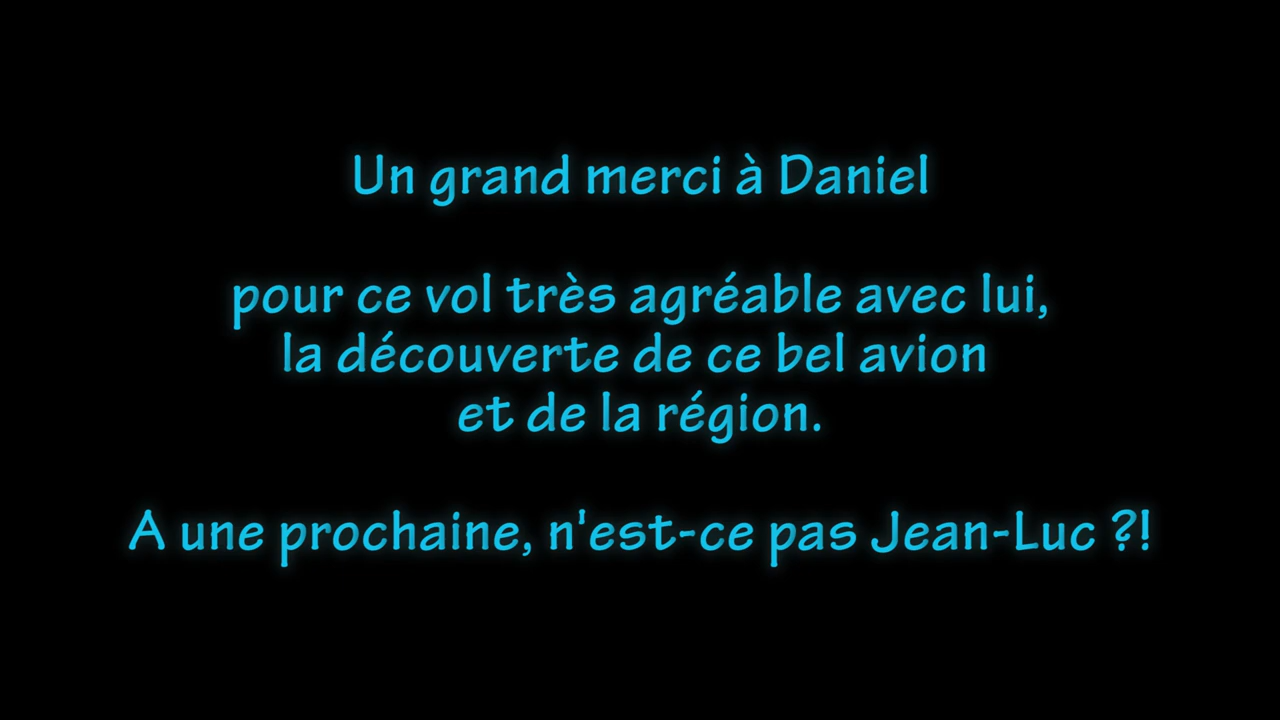 Un grand merci à Daniel
pour ce vol très agréable avec lui,
la découverte de ce bel avion
et de la région.
A une prochaine, n'est-ce pas Jean-Luc ?!